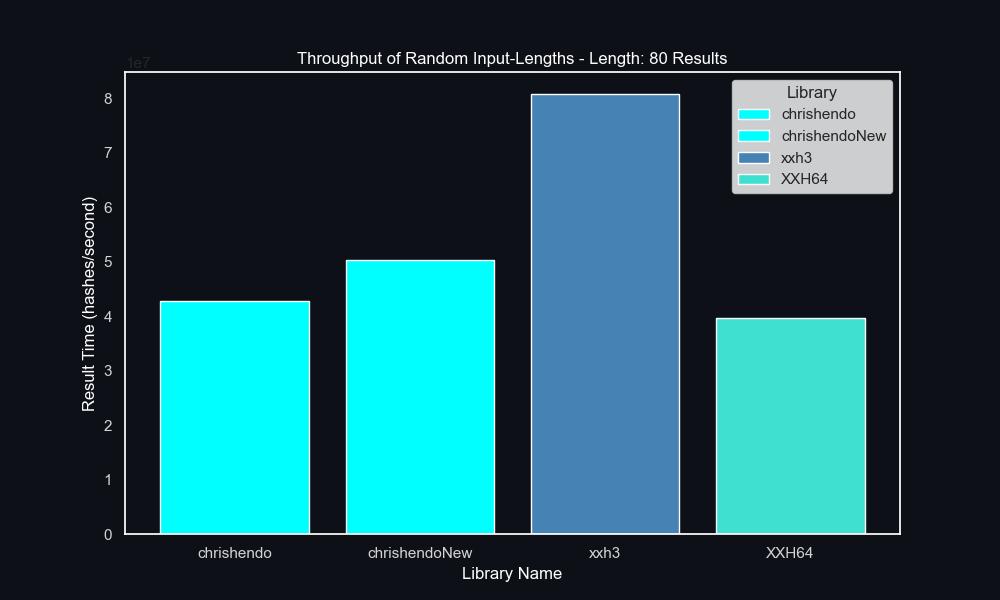 Throughput of Random Input-Lengths - Length: 80 Results
1e7
8
7
6
5
4
3
2
1
0
Result Time (hashes/second)
Library
chrishendo
chrishendoNew
xxh3
XXH64
chrishendo
chrishendoNew
xxh3
XXH64
Library Name